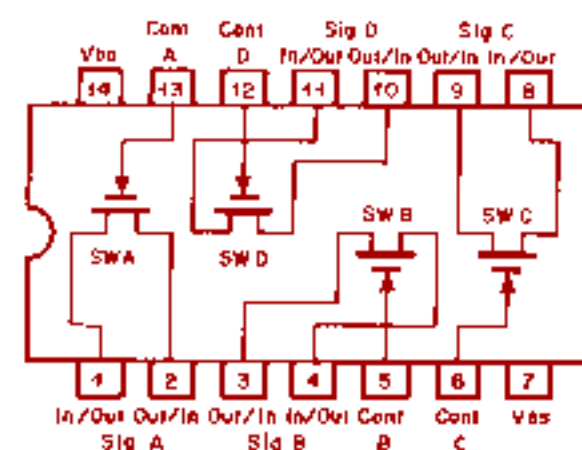 Cont Cont Sig D Sig C
VDD A D In/Out Out/In Out/In In/Out
14 13 12 11 10 9 8
SW B SW C
SW A SW D
1 2 3 4 5 6 7
In/Out Out/In Out/In In/Out Cont Cont Vss
Sig A Sig B B C